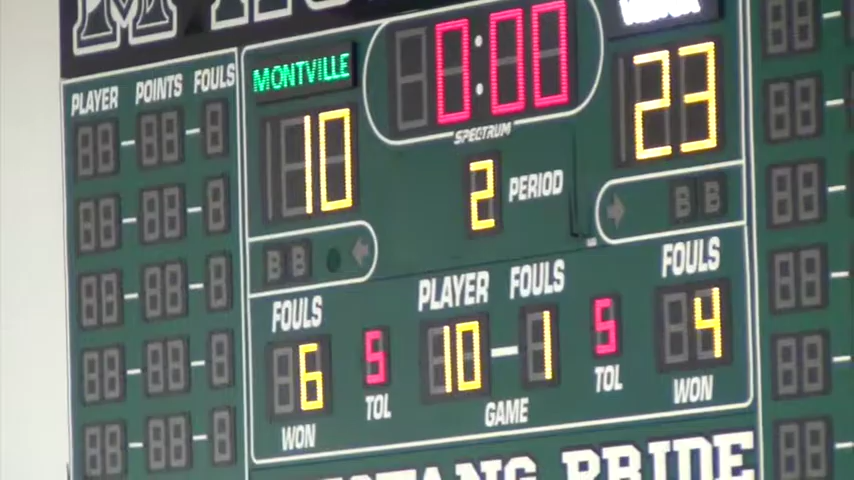 M
MONTVILLE
0:00
SPECTRUM
PLAYER POINTS FOULS
10
23
2 PERIOD
B B
B B
FOULS
PLAYER FOULS
FOULS
6 5 10-1 5 4
WON TOL GAME TOL WON
MUSTANG PRIDE